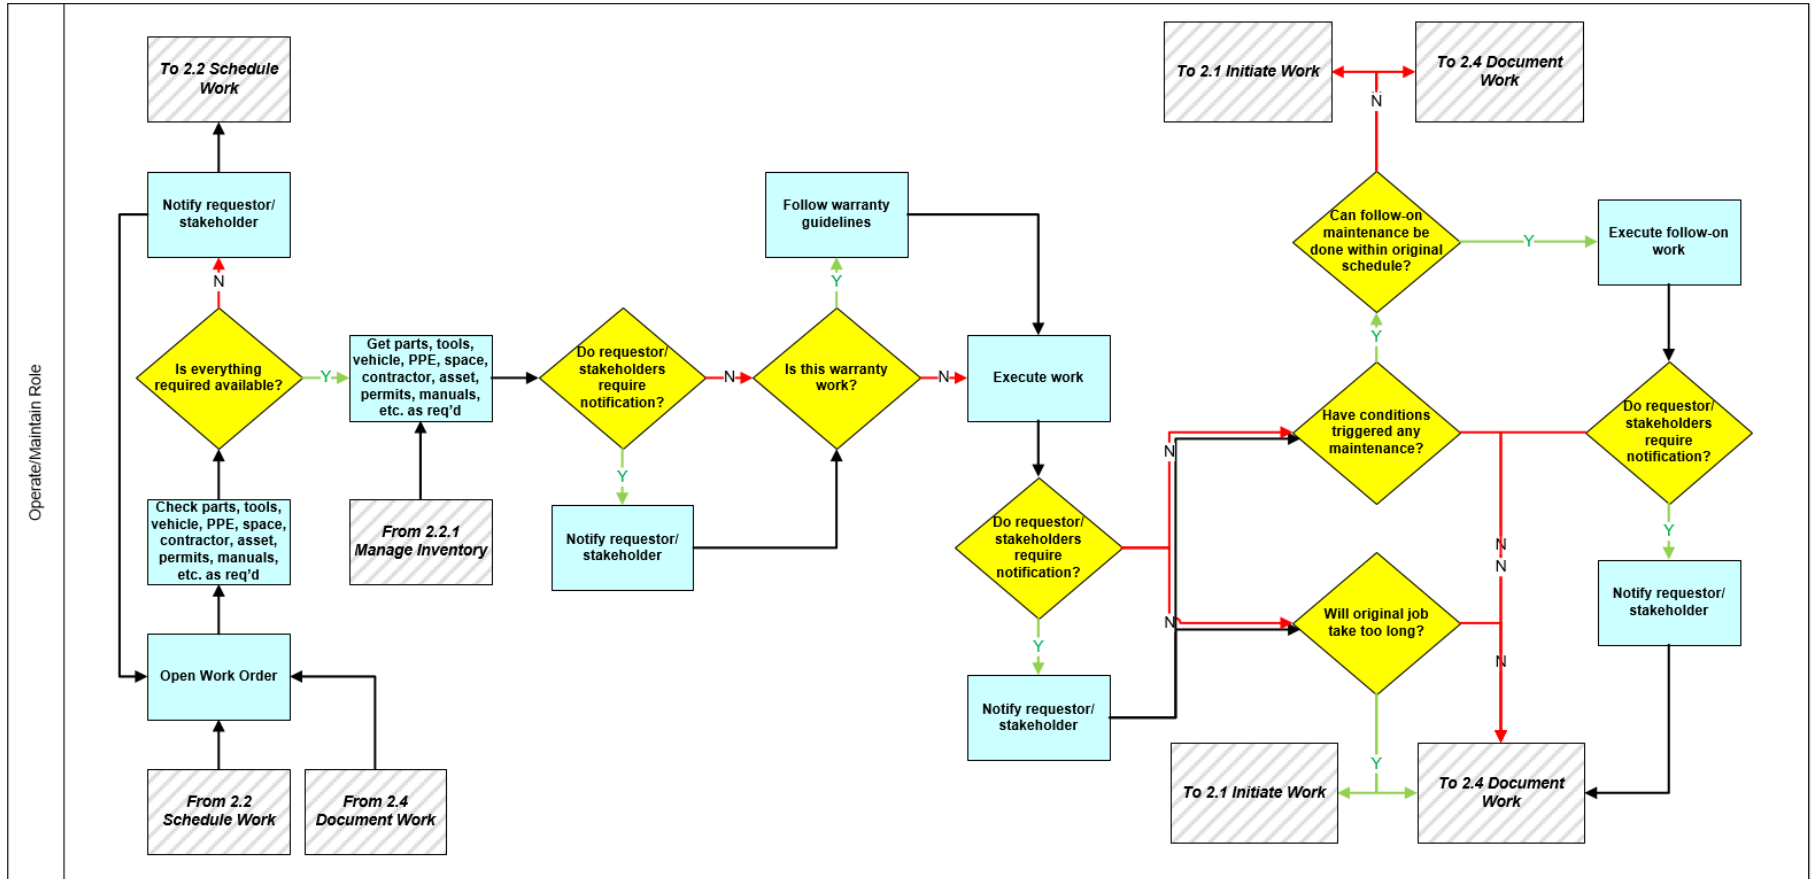 Operate/Maintain Role
To 2.2 Schedule
Work
Notify requestor/
stakeholder
N
Is everything
required available?
Y
Check parts, tools,
vehicle, PPE, space,
contractor, asset,
permits, manuals,
etc. as req'd
Open Work Order
From 2.2
Schedule Work
From 2.4
Document Work
Get parts, tools,
vehicle, PPE, space,
contractor, asset,
permits, manuals,
etc. as req'd
From 2.2.1
Manage Inventory
Do requestor/
stakeholders
require
notification?
N
Y
Notify requestor/
stakeholder
Follow warranty
guidelines
Y
Is this warranty
work?
N
Execute work
Do requestor/
stakeholders
require
notification?
N
N
Y
Notify requestor/
stakeholder
To 2.1 Initiate Work
To 2.4 Document
Work
N
Can follow-on
maintenance be
done within original
schedule?
Y
Execute follow-on
work
Y
Have conditions
triggered any
maintenance?
Do requestor/
stakeholders
require
notification?
N
N
Y
Will original job
take too long?
N
Notify requestor/
stakeholder
Y
To 2.1 Initiate Work
To 2.4 Document
Work